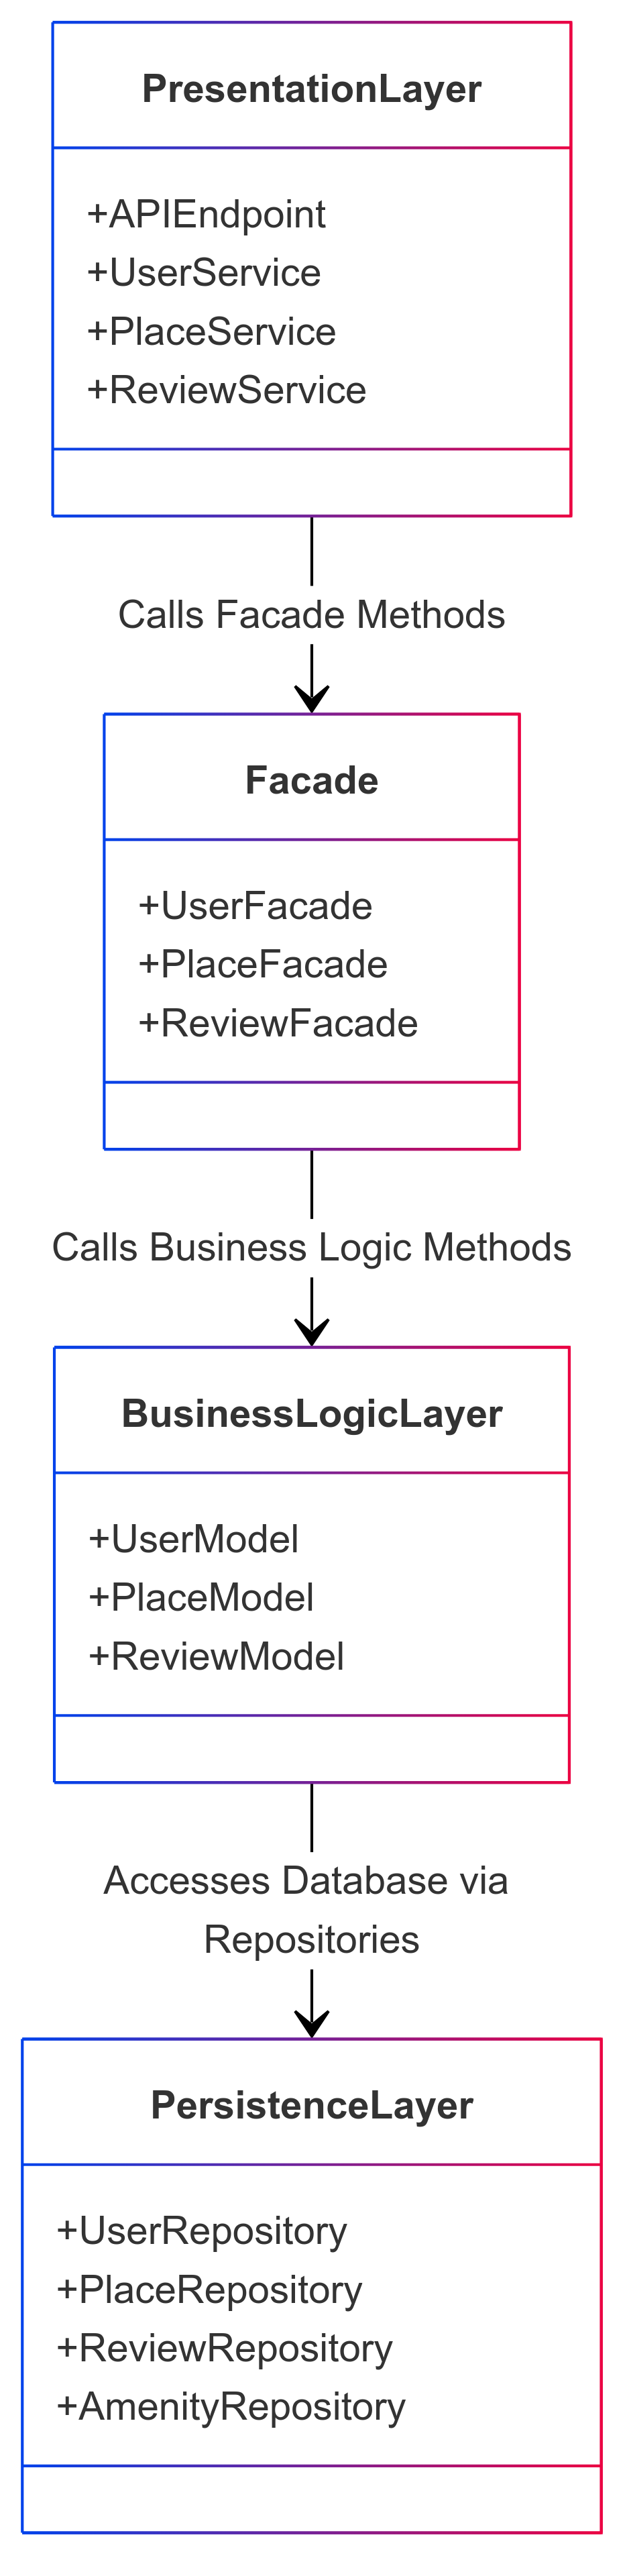 PresentationLayer
+APIEndpoint
+UserService
+PlaceService
+ReviewService
Calls Facade Methods
Facade
+UserFacade
+PlaceFacade
+ReviewFacade
Calls Business Logic Methods
BusinessLogicLayer
+UserModel
+PlaceModel
+ReviewModel
Accesses Database via
Repositories
PersistenceLayer
+UserRepository
+PlaceRepository
+ReviewRepository
+AmenityRepository